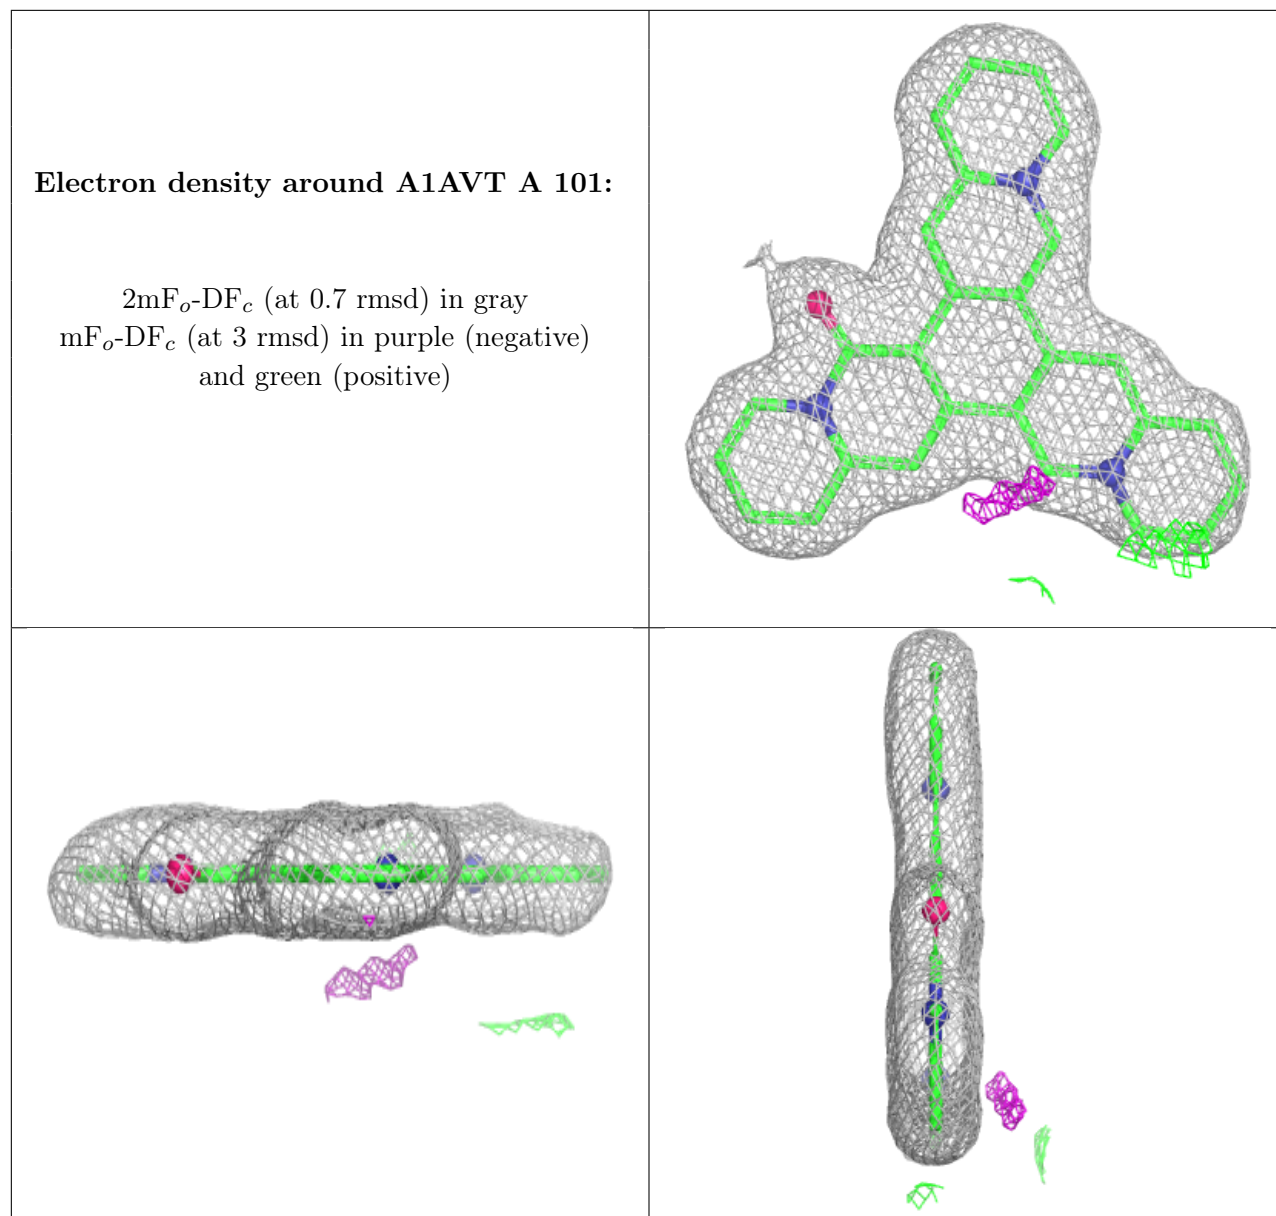 Electron density around A1AVT A 101:
2mFo-DFc (at 0.7 rmsd) in gray
mFo-DFc (at 3 rmsd) in purple (negative)
and green (positive)